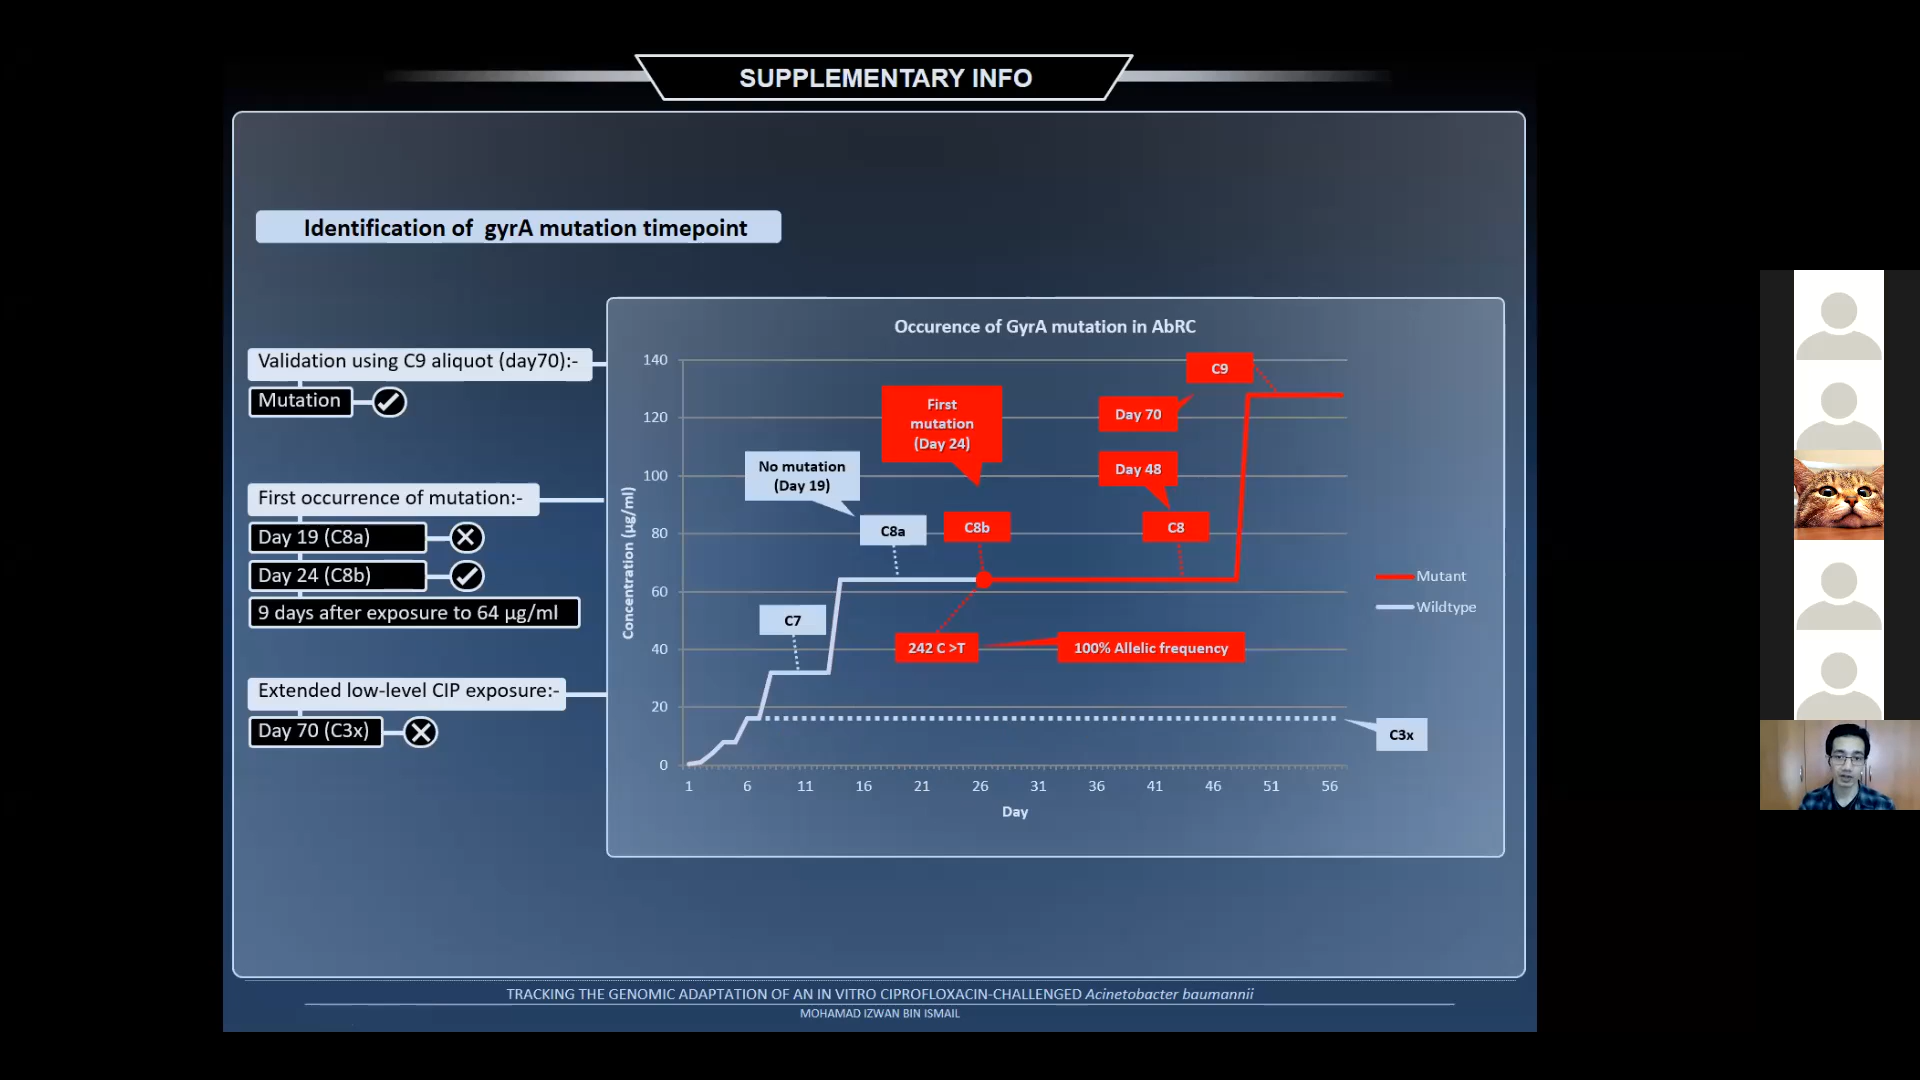 SUPPLEMENTARY INFO
Identification of gyrA mutation timepoint
Validation using C9 aliquot (day70):-
Mutation
First occurrence of mutation:-
Day 19 (C8a)
Day 24 (C8b)
9 days after exposure to 64 µg/ml
Extended low-level CIP exposure:-
Day 70 (C3x)
Occurence of GyrA mutation in AbRC
Concentration (µg/ml)
140
120
100
80
60
40
20
0
1
6
11
16
21
26
31
36
41
46
51
56
Day
No mutation
(Day 19)
First
mutation
(Day 24)
C9
Day 70
Day 48
C8a
C8b
C8
C7
242 C >T
100% Allelic frequency
C3x
Mutant
Wildtype
TRACKING THE GENOMIC ADAPTATION OF AN IN VITRO CIPROFLOXACIN-CHALLENGED Acinetobacter baumannii
MOHAMAD IZWAN BIN ISMAIL